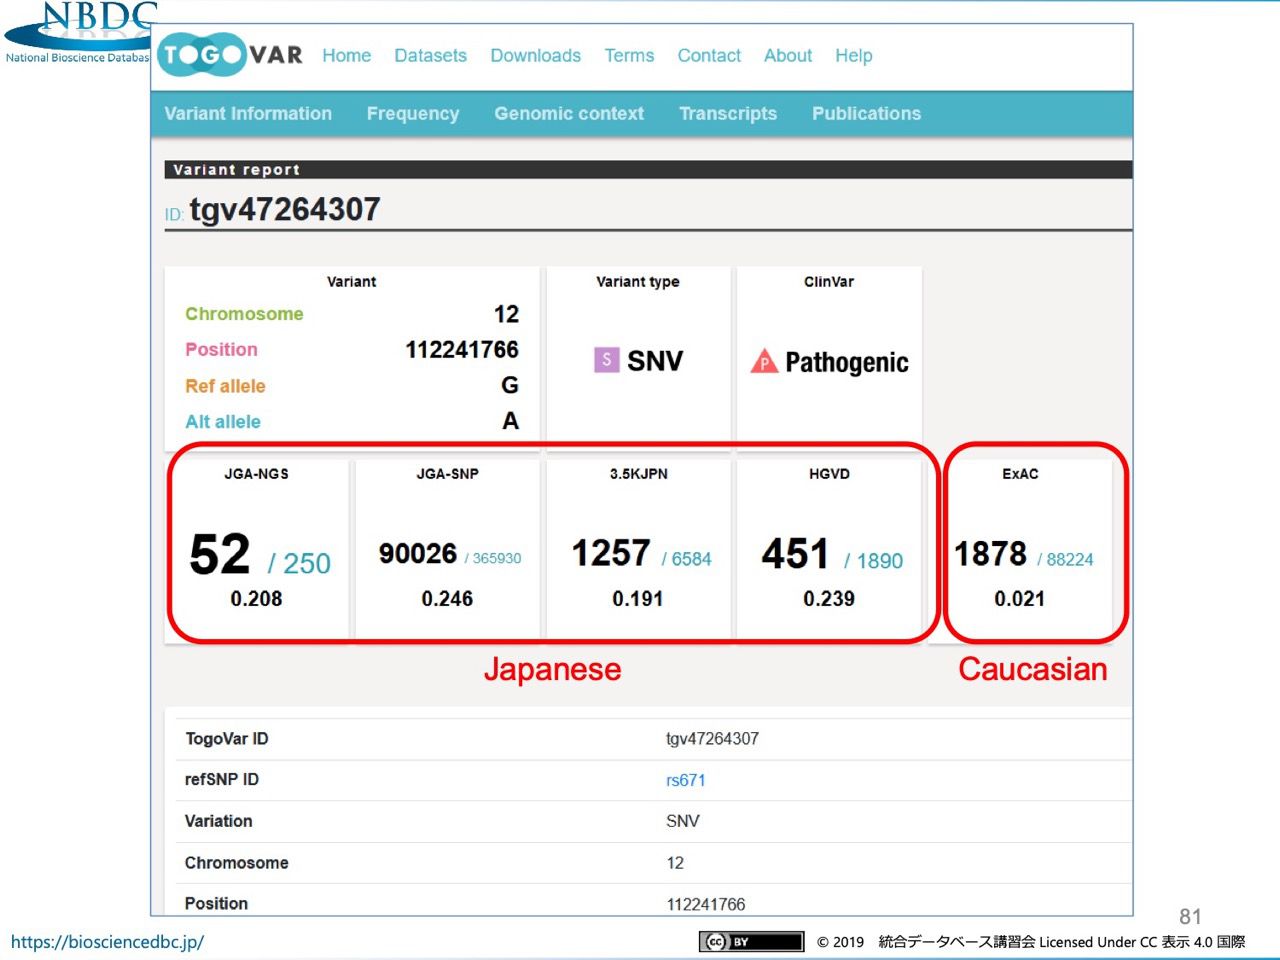 NBDC
National Bioscience Databas
TOGOVAR Home Datasets Downloads Terms Contact About Help
Variant Information Frequency Genomic context Transcripts Publications
Variant report
ID: tgv47264307
Variant Variant type ClinVar
Chromosome 12
Position 112241766
Ref allele G
Alt allele A
S SNV
P Pathogenic
JGA-NGS JGA-SNP 3.5KJPN HGVD ExAC
52 / 250 90026 / 365930 1257 / 6584 451 / 1890 1878 / 88224
0.208 0.246 0.191 0.239 0.021
Japanese Caucasian
TogoVar ID tgv47264307
refSNP ID rs671
Variation SNV
Chromosome 12
Position 112241766
81
https://biosciencedbc.jp/ cc BY © 2019 統合データベース講習会 Licensed Under CC 表示 4.0 国際